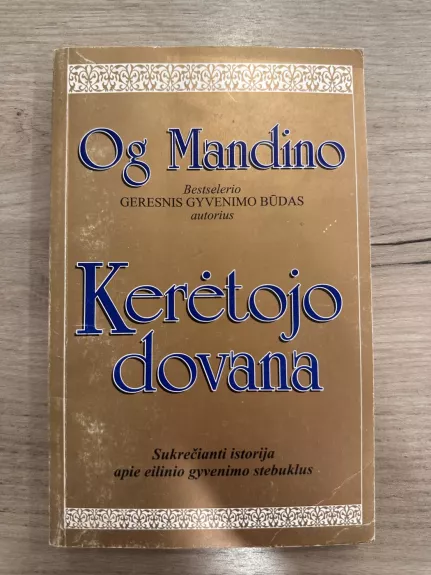 Og Mandino
Bestselerio
GERESNIS GYVENIMO BŪDAS
autorius
Kerėtojo
dovana
Sukrečianti istorija
apie eilinio gyvenimo stebuklus